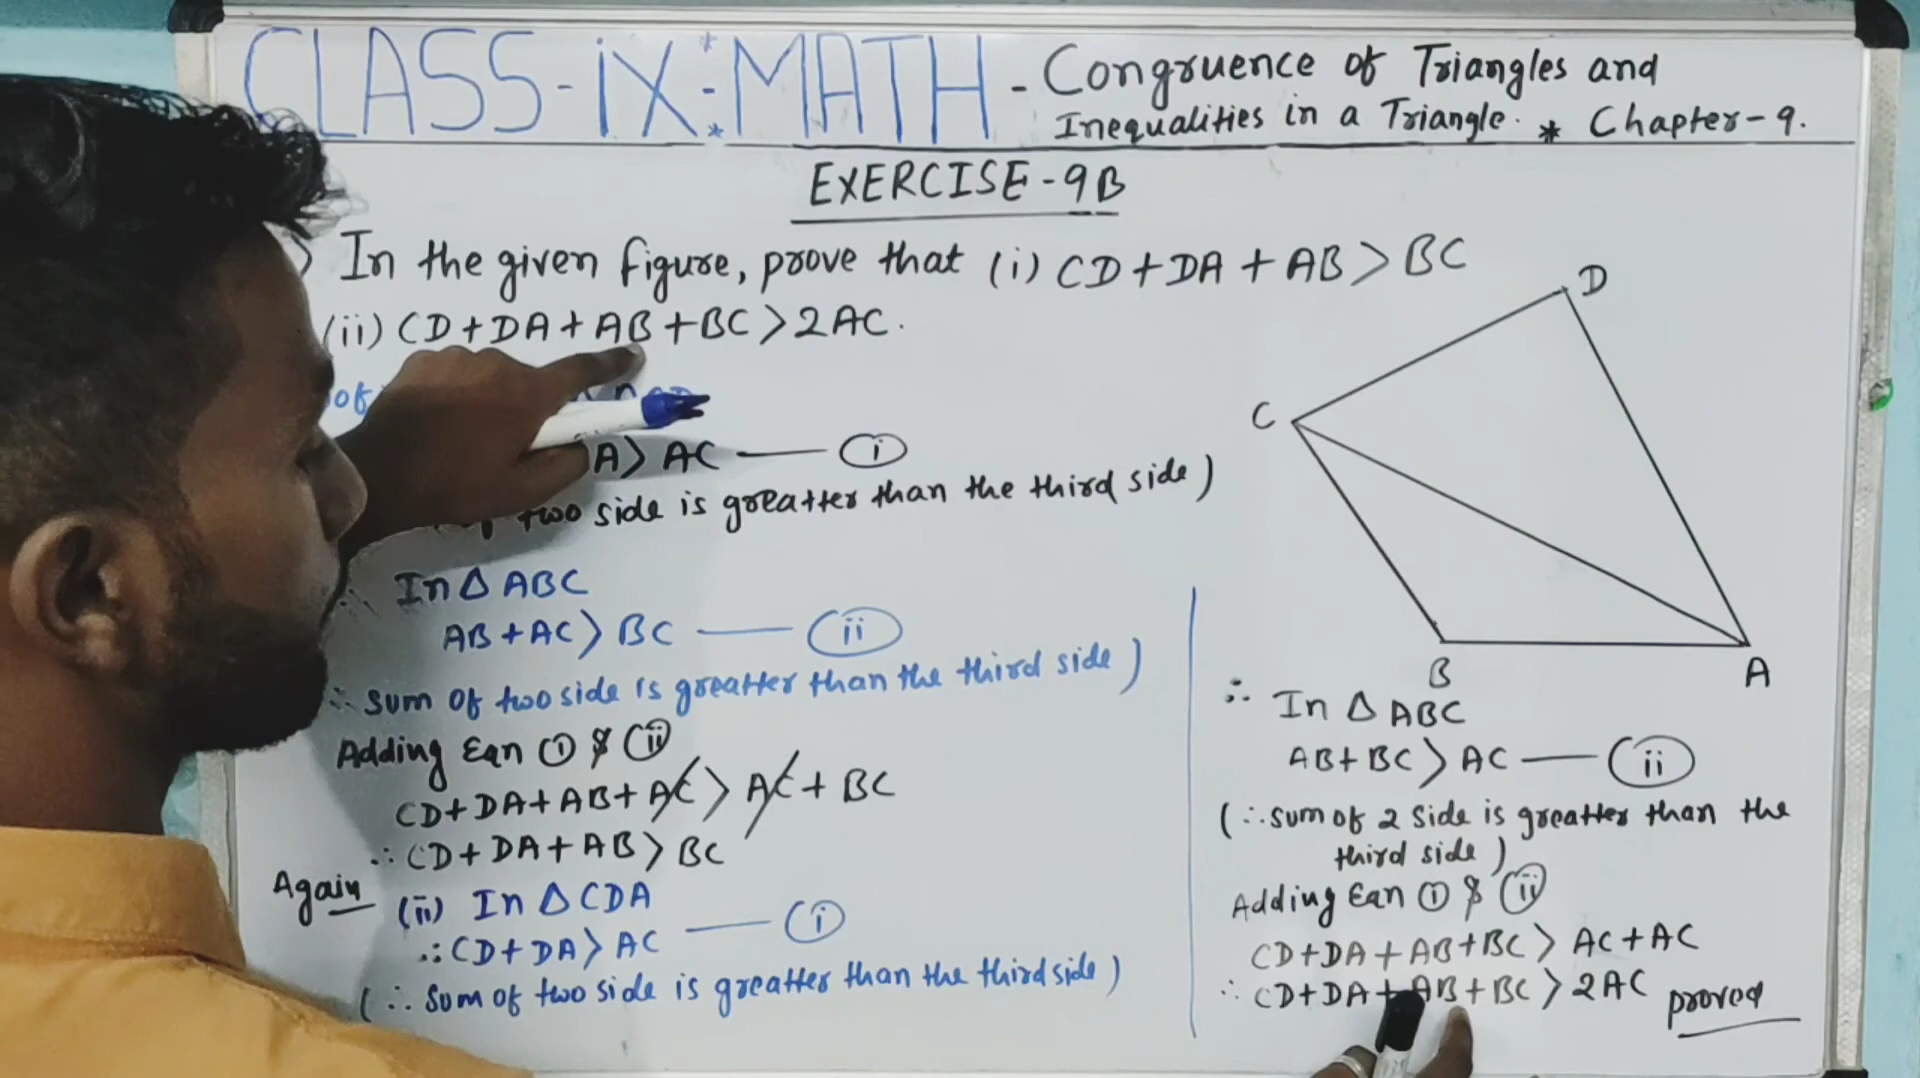 CLASS-iX:MATH - Congruence of Triangles and
Inequalities in a Triangle. * Chapter-9.
EXERCISE-9B
) In the given figure, prove that (i) CD+DA+AB>BC
(ii) CD+DA+AB+BC>2AC.
of
A> AC — (i)
two side is greatter than the third side)
∴ In Δ ABC
AB+AC> BC — (ii)
∴ sum of two side is greatter than the third side)
Adding Eqn (i) & (ii)
CD+DA+AB+AC > AC+BC
∴ CD+DA+AB> BC
Again (ii) In Δ CDA
∴ CD+DA> AC — (i)
(∴ sum of two side is greatter than the third side)
D
C
B
A
∴ In Δ ABC
AB+BC> AC — (ii)
(∴ sum of 2 side is greatter than the
third side)
Adding Eqn (i) & (ii)
CD+DA+AB+BC> AC+AC
∴ CD+DA+AB+BC> 2AC proved